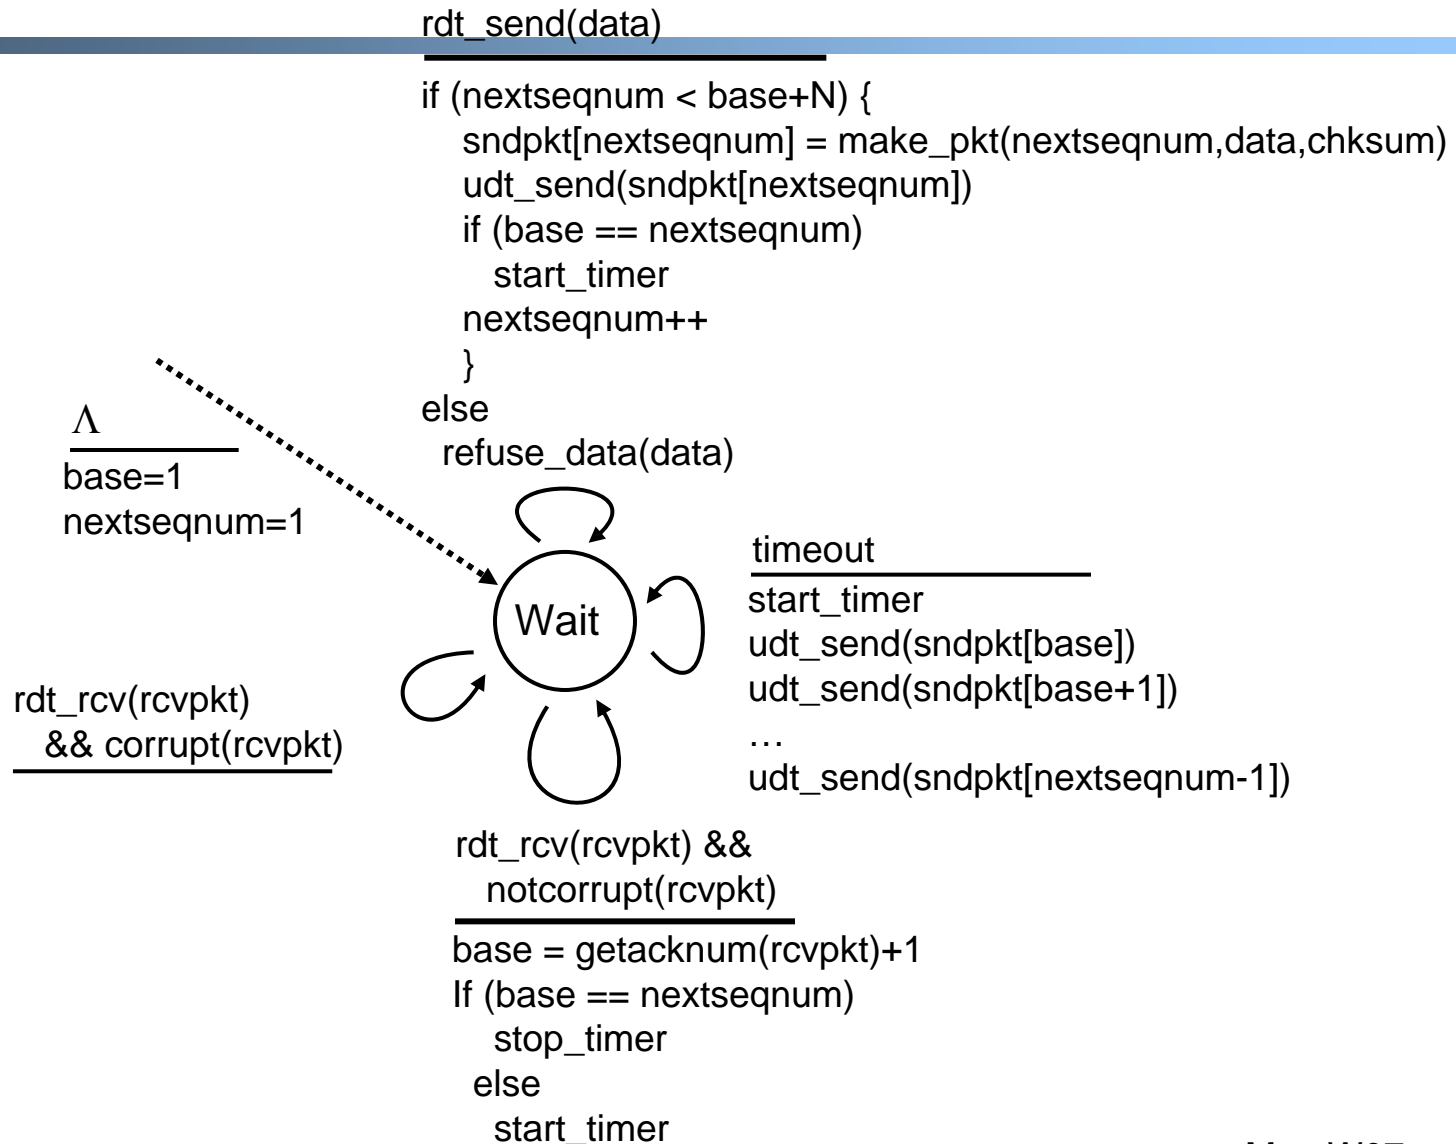 rdt_send(data)
if (nextseqnum < base+N) {
sndpkt[nextseqnum] = make_pkt(nextseqnum,data,chksum)
udt_send(sndpkt[nextseqnum])
if (base == nextseqnum)
start_timer
nextseqnum++
}
else
refuse_data(data)
Λ
base=1
nextseqnum=1
Wait
timeout
start_timer
udt_send(sndpkt[base])
udt_send(sndpkt[base+1])
…
udt_send(sndpkt[nextseqnum-1])
rdt_rcv(rcvpkt)
&& corrupt(rcvpkt)
rdt_rcv(rcvpkt) &&
notcorrupt(rcvpkt)
base = getacknum(rcvpkt)+1
If (base == nextseqnum)
stop_timer
else
start_timer